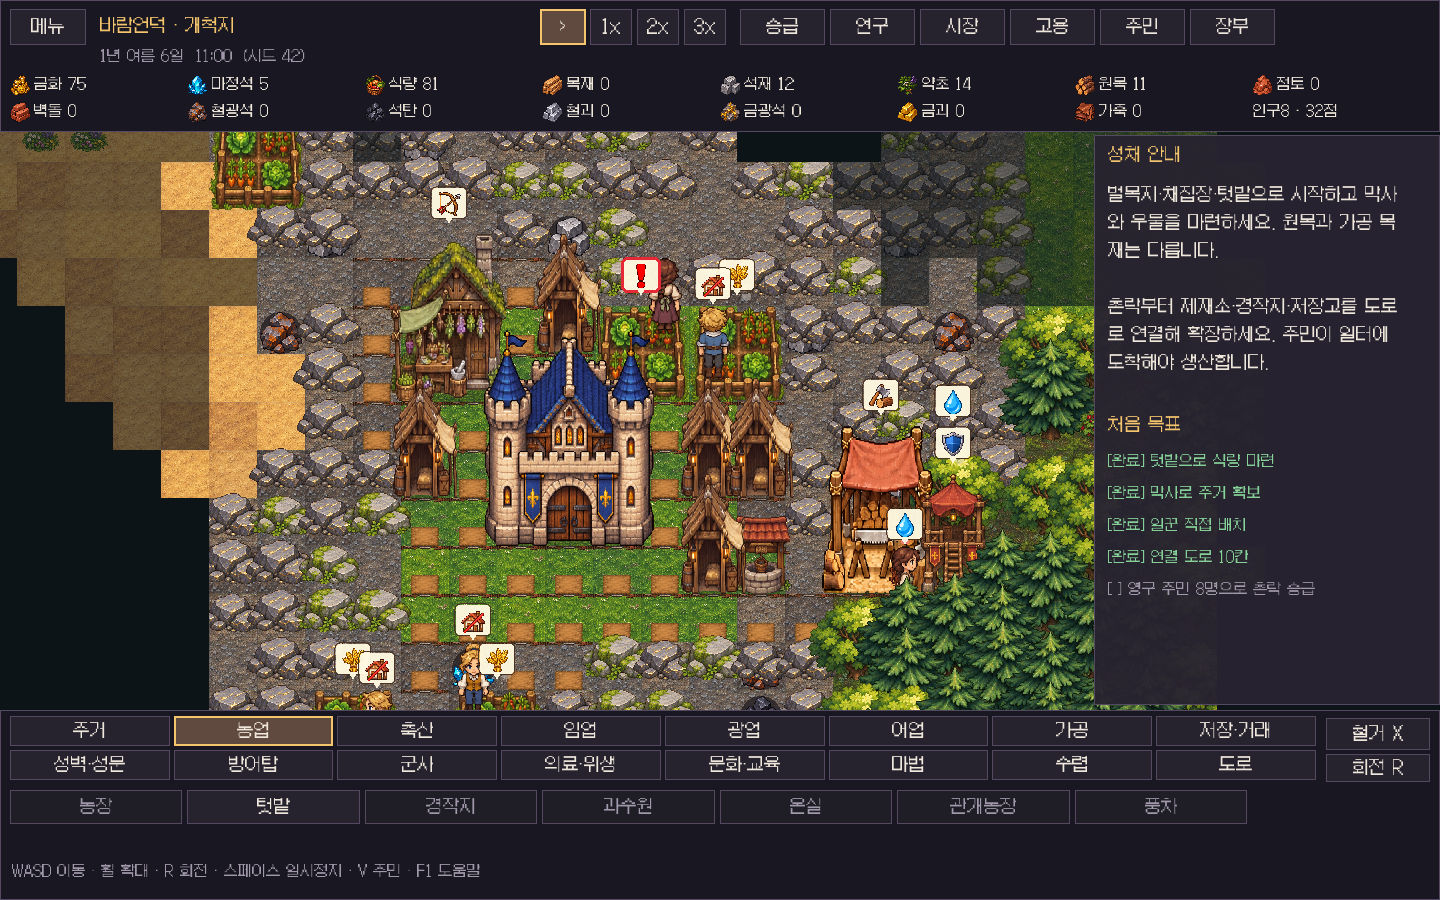 메뉴
바람언덕 · 개척지
> 1x 2x 3x
승급 연구 시장 고용 주민 장부
1년 여름 6일 11:00 (시드 42)
금화 75 마정석 5 식량 81 목재 0 석재 12 약초 14 원목 11 점토 0
벽돌 0 철광석 0 석탄 0 철괴 0 금광석 0 금괴 0 가죽 0 인구8 · 32점
성채 안내
벌목지·채집장·텃밭으로 시작하고 막사
와 우물을 마련하세요. 원목과 가공 목
재는 다릅니다.
촌락부터 제재소·경작지·저장고를 도로
로 연결해 확장하세요. 주민이 일터에
도착해야 생산합니다.
처음 목표
[완료] 텃밭으로 식량 마련
[완료] 막사로 주거 확보
[완료] 일꾼 직접 배치
[완료] 연결 도로 10칸
[ ] 영구 주민 8명으로 촌락 승급
주거 농업 축산 임업 광업 어업 가공 저장·거래 철거 X
성벽·성문 방어탑 군사 의료·위생 문화·교육 마법 수렵 도로 회전 R
농장 텃밭 경작지 과수원 온실 관개농장 풍차
WASD 이동 · 휠 확대 · R 회전 · 스페이스 일시정지 · V 주민 · F1 도움말